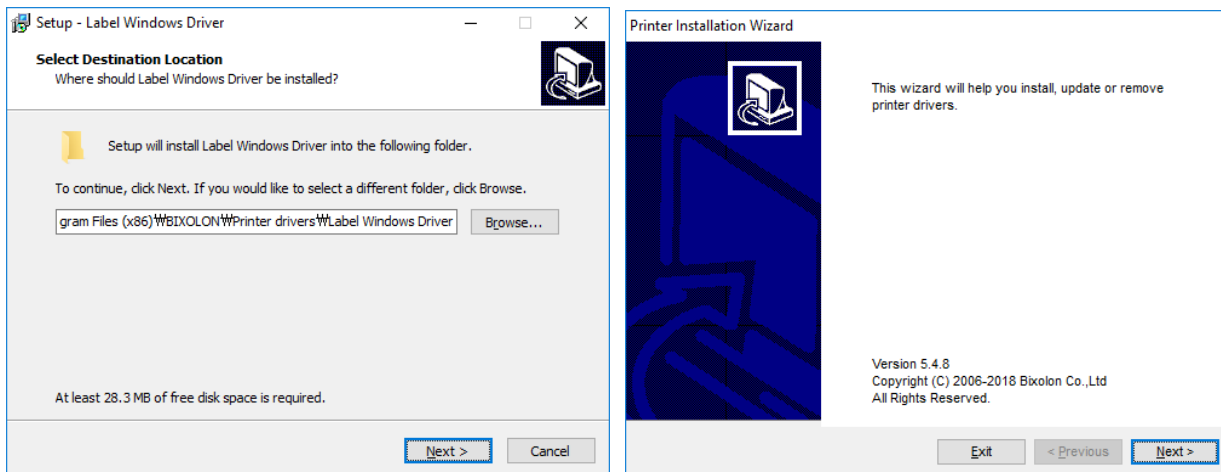 Setup - Label Windows Driver
Select Destination Location
Where should Label Windows Driver be installed?
Setup will install Label Windows Driver into the following folder.
To continue, click Next. If you would like to select a different folder, click Browse.
gram Files (x86)₩BIXOLON₩Printer drivers₩Label Windows Driver
Browse...
At least 28.3 MB of free disk space is required.
Next >
Cancel
Printer Installation Wizard
This wizard will help you install, update or remove
printer drivers.
Version 5.4.8
Copyright (C) 2006-2018 Bixolon Co.,Ltd
All Rights Reserved.
Exit
< Previous
Next >